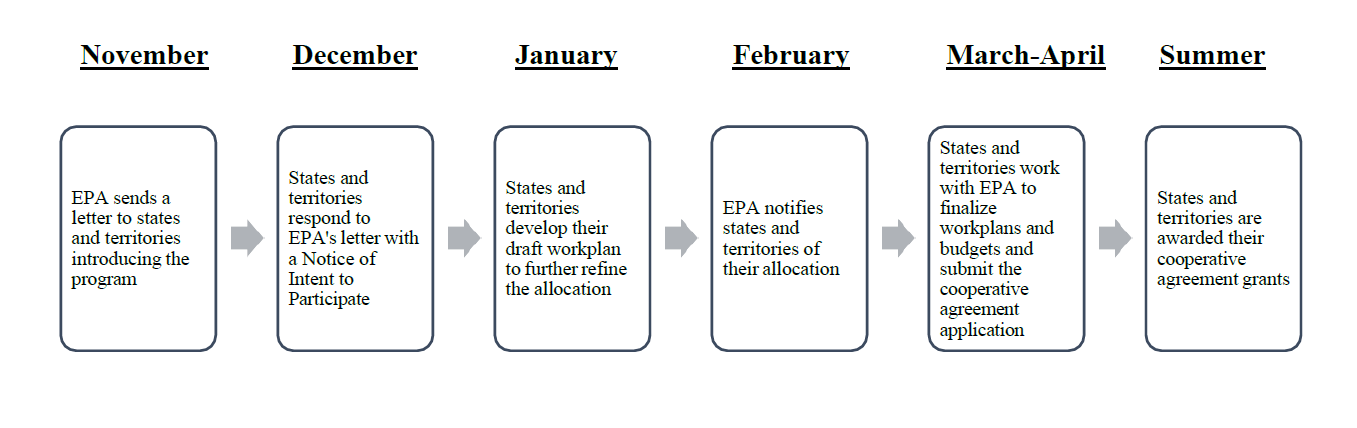 November
December
January
February
March-April
Summer
EPA sends a
letter to states
and territories
introducing the
program
States and
territories
respond to
EPA's letter with
a Notice of
Intent to
Participate
States and
territories
develop their
draft workplan
to further refine
the allocation
EPA notifies
states and
territories of
their allocation
States and
territories work
with EPA to
finalize
workplans and
budgets and
submit the
cooperative
agreement
application
States and
territories are
awarded their
cooperative
agreement grants